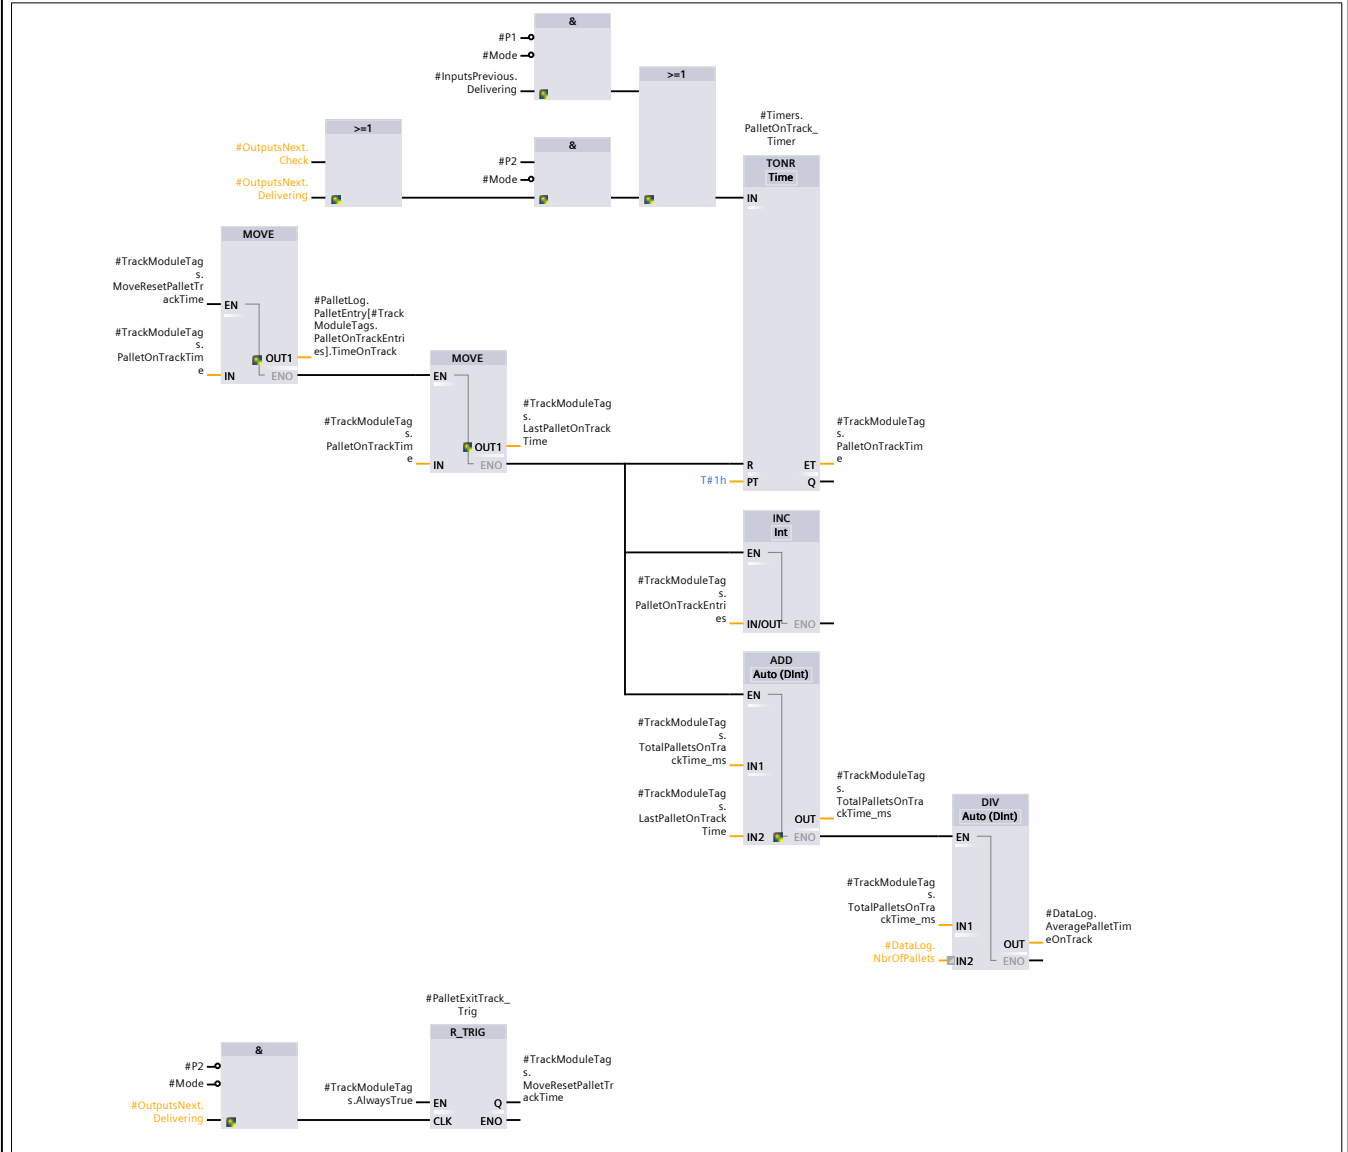 &
#P1
#Mode
#InputsPrevious.
Delivering
>=1
#Timers.
PalletOnTrack_
Timer
>=1
#OutputsNext.
Check
#OutputsNext.
Delivering
&
#P2
#Mode
TONR
Time
IN
MOVE
#TrackModuleTag
s.
MoveResetPalletTr
ackTime
EN
#TrackModuleTag
s.
PalletOnTrackTim
e
IN
OUT1
ENO
#PalletLog.
PalletEntry[#Track
ModuleTags.
PalletOnTrackEntri
es].TimeOnTrack
MOVE
EN
#TrackModuleTag
s.
PalletOnTrackTim
e
IN
OUT1
ENO
#TrackModuleTag
s.
LastPalletOnTrack
Time
R
T#1h
PT
ET
Q
#TrackModuleTag
s.
PalletOnTrackTim
e
INC
Int
EN
#TrackModuleTag
s.
PalletOnTrackEntri
es
IN/OUT
ENO
ADD
Auto (DInt)
EN
#TrackModuleTag
s.
TotalPalletsOnTra
ckTime_ms
IN1
#TrackModuleTag
s.
LastPalletOnTrack
Time
IN2
OUT
ENO
#TrackModuleTag
s.
TotalPalletsOnTra
ckTime_ms
DIV
Auto (DInt)
EN
#TrackModuleTag
s.
TotalPalletsOnTra
ckTime_ms
IN1
#DataLog.
NbrOfPallets
IN2
OUT
ENO
#DataLog.
AveragePalletTim
eOnTrack
&
#P2
#Mode
#OutputsNext.
Delivering
#PalletExitTrack_
Trig
R_TRIG
#TrackModuleTag
s.AlwaysTrue
EN
CLK
Q
ENO
#TrackModuleTag
s.
MoveResetPalletTr
ackTime